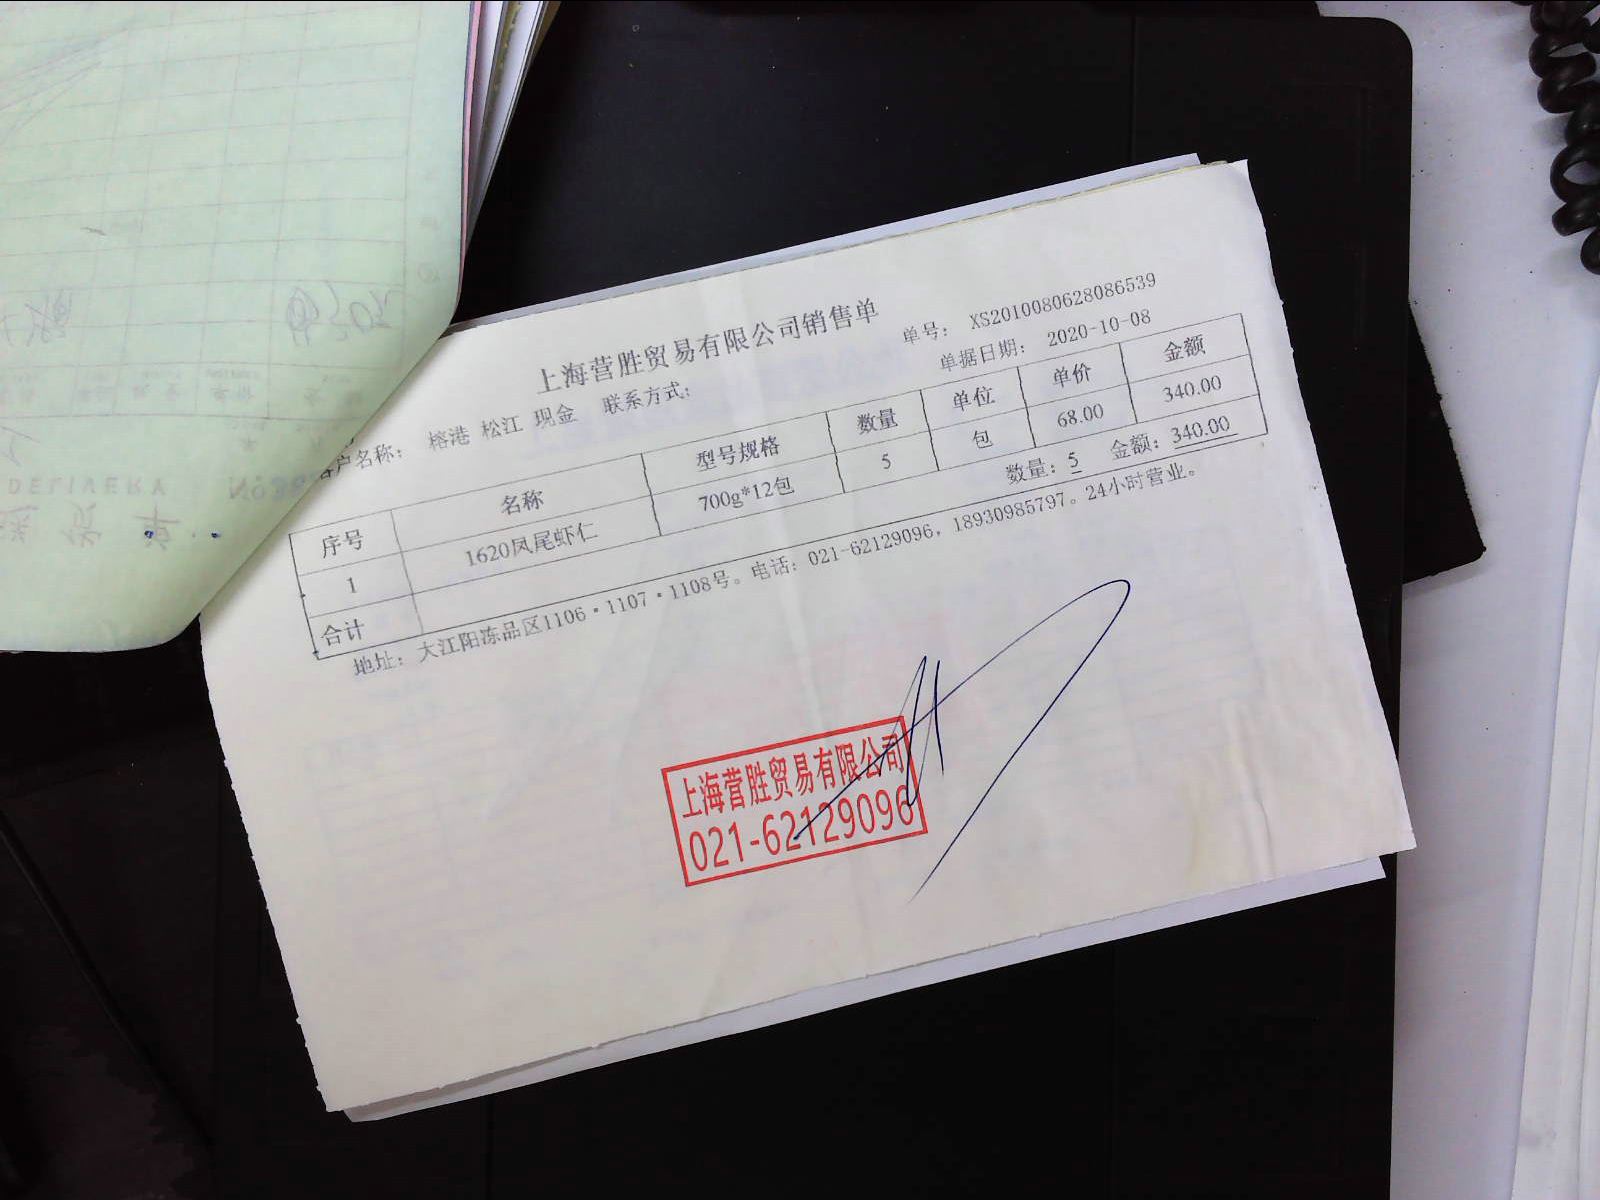 上海营胜贸易有限公司销售单
单号: XS2010080628086539
客户名称: 榕港 松江 现金 联系方式:
单据日期: 2020-10-08
序号 名称 型号规格 数量 单位 单价 金额
1 1620凤尾虾仁 700g*12包 5 包 68.00 340.00
合计 数量: 5 金额: 340.00
地址: 大江阳冻品区1106·1107·1108号。电话: 021-62129096, 18930985797。24小时营业。
上海营胜贸易有限公司
021-62129096
DELIVERY